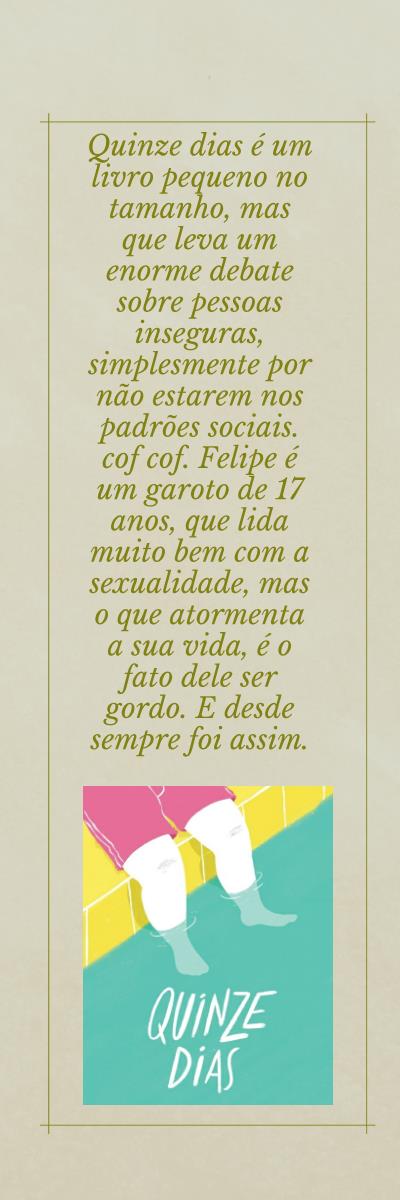 Quinze dias é um
livro pequeno no
tamanho, mas
que leva um
enorme debate
sobre pessoas
inseguras,
simplesmente por
não estarem nos
padrões sociais.
cof cof. Felipe é
um garoto de 17
anos, que lida
muito bem com a
sexualidade, mas
o que atormenta
a sua vida, é o
fato dele ser
gordo. E desde
sempre foi assim.
QUiNZE
DiAS